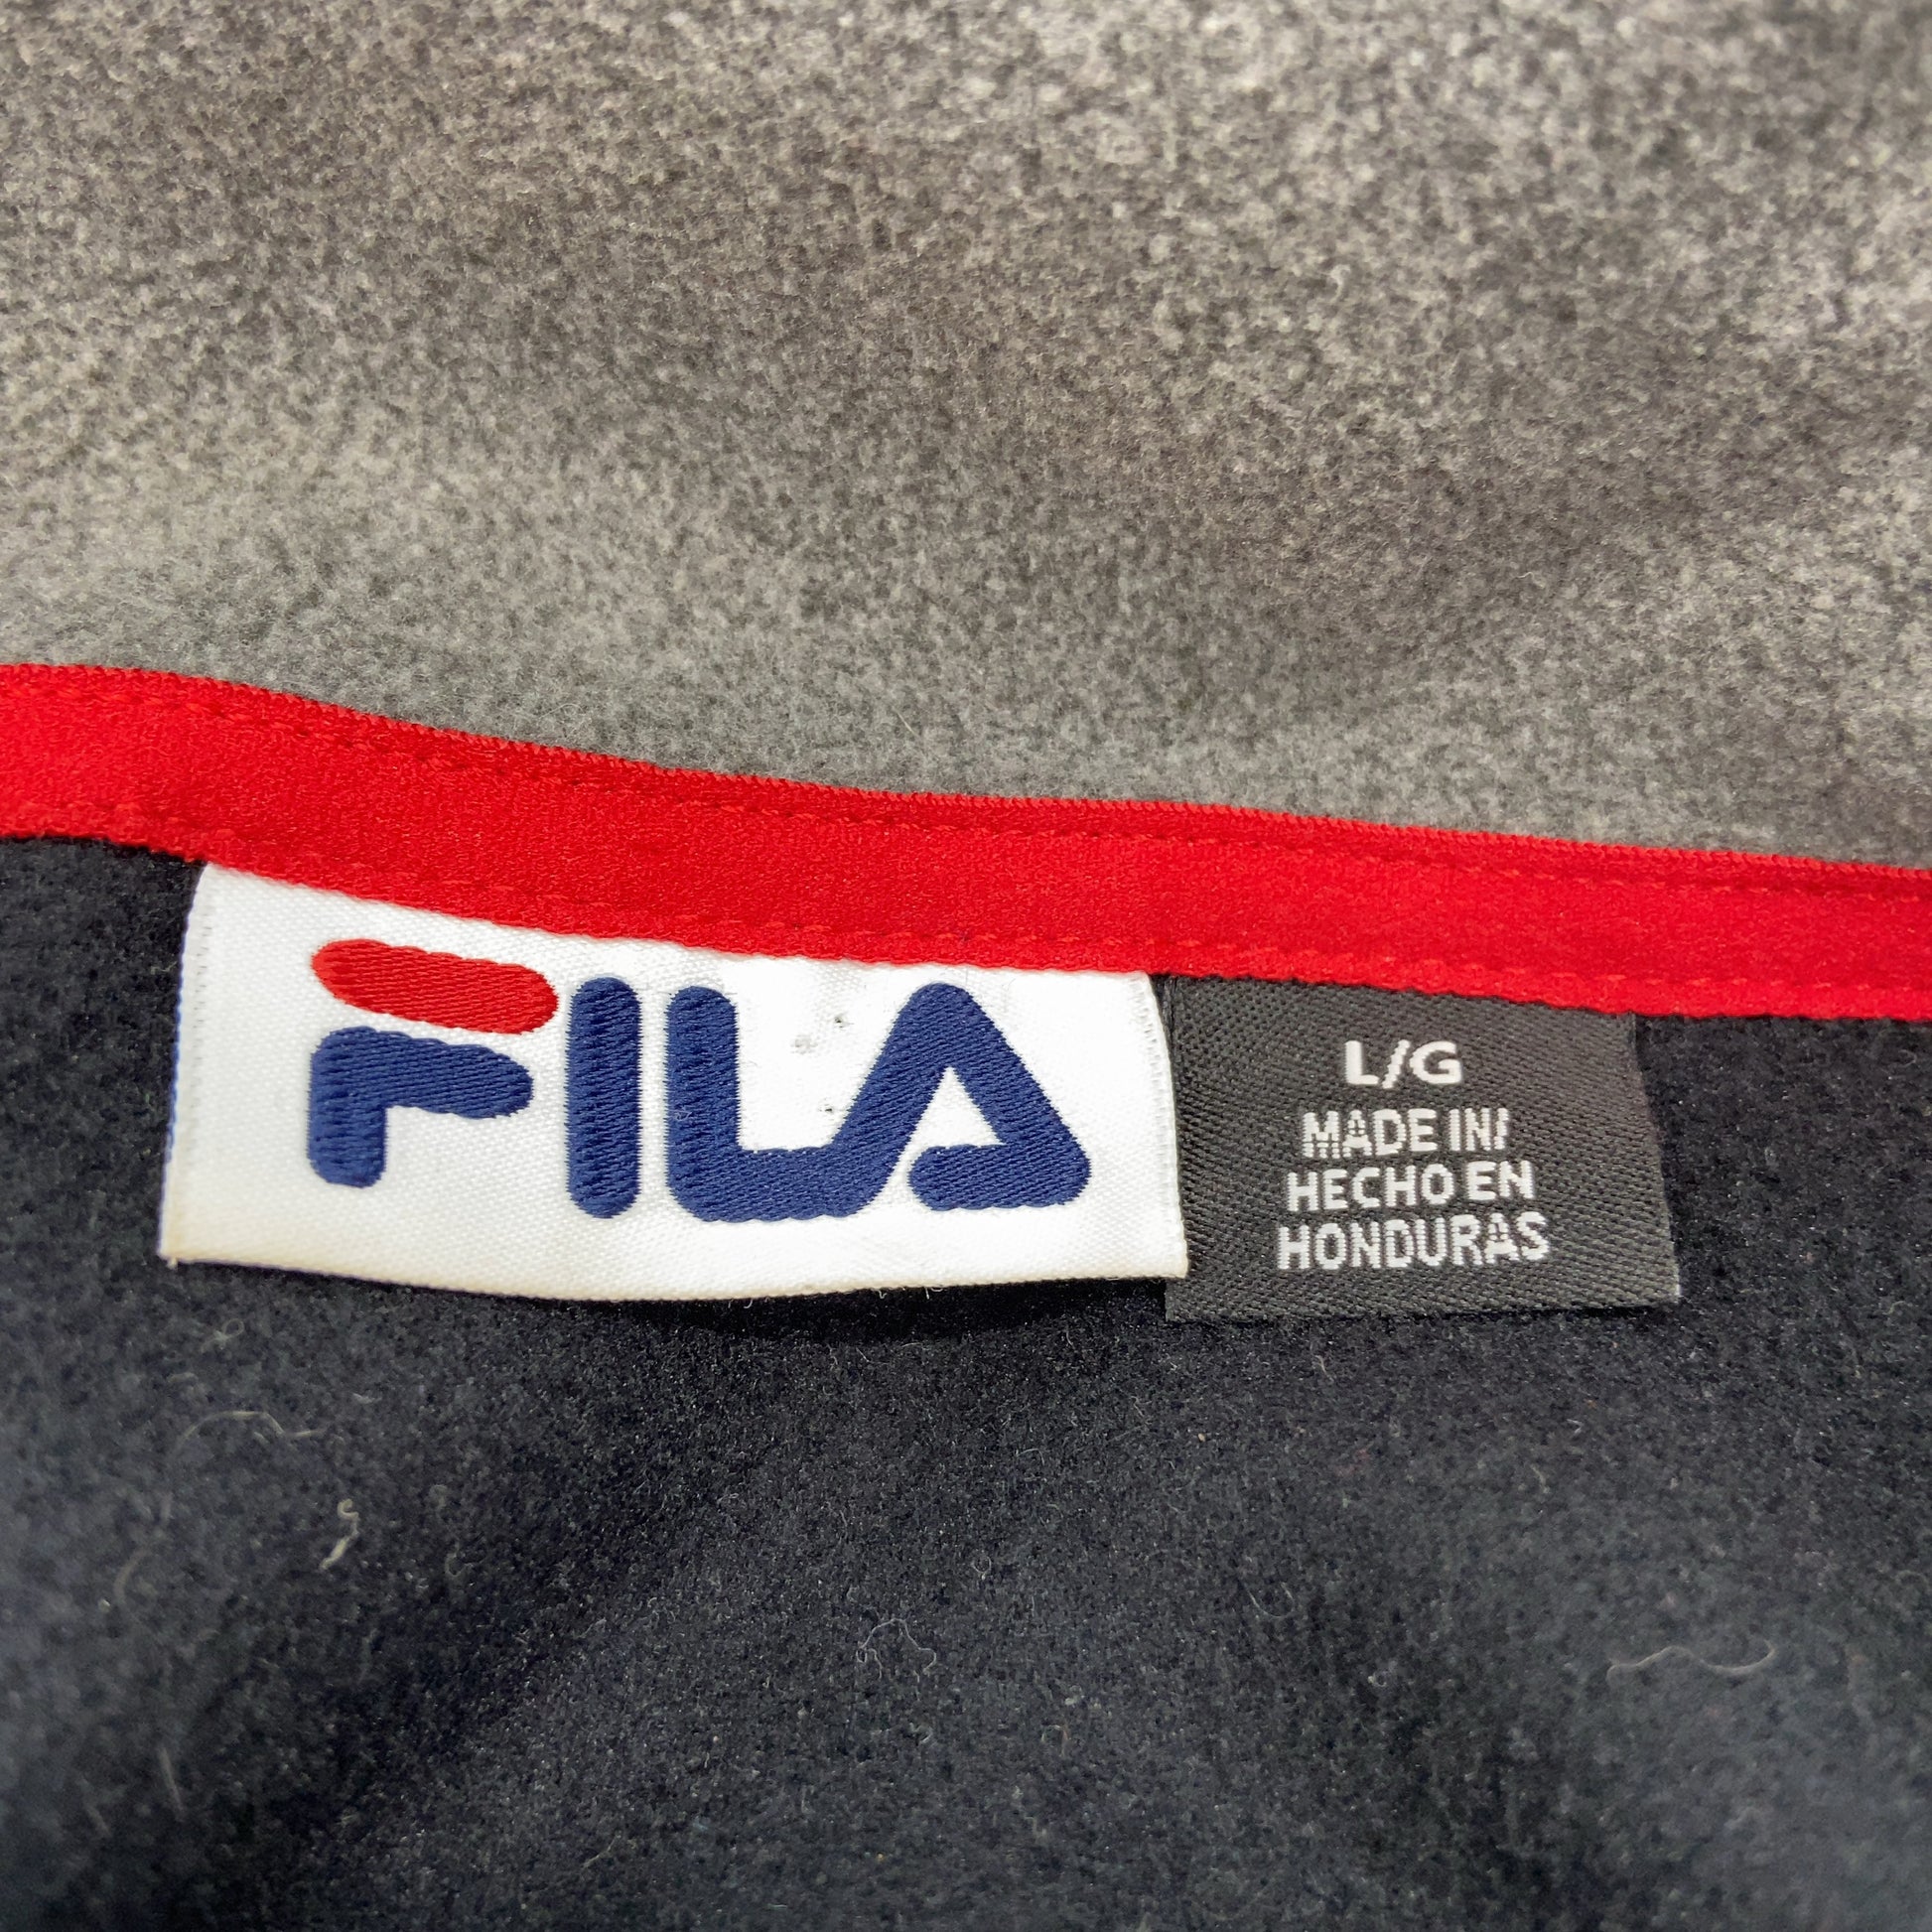 FILA
L/G
MADE IN/
HECHO EN
HONDURAS